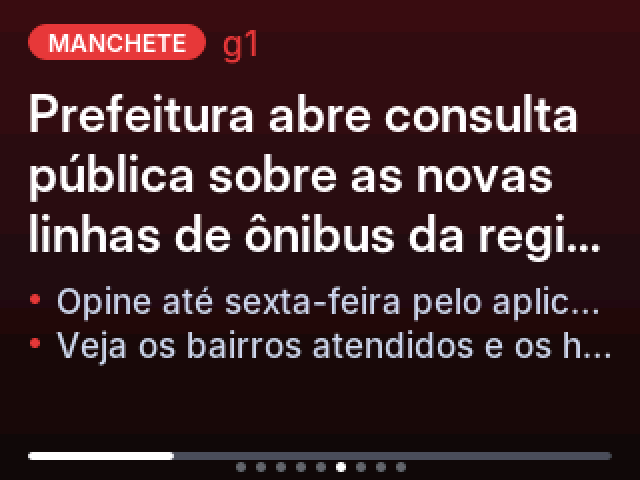 MANCHETE g1
Prefeitura abre consulta
pública sobre as novas
linhas de ônibus da regi...
• Opine até sexta-feira pelo aplic...
• Veja os bairros atendidos e os h...